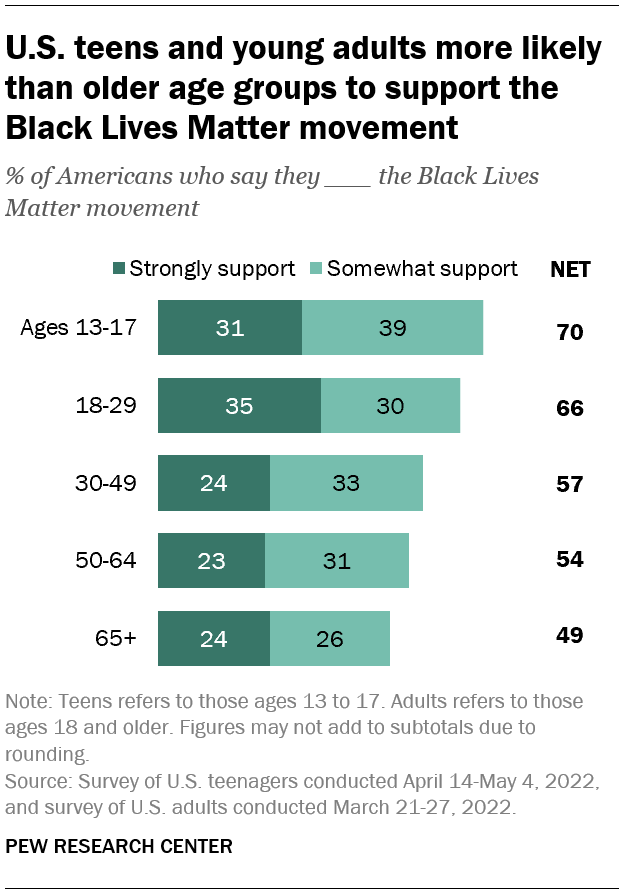 U.S. teens and young adults more likely
than older age groups to support the
Black Lives Matter movement
% of Americans who say they ___ the Black Lives
Matter movement
Strongly support Somewhat support NET
Ages 13-17 31 39 70
18-29 35 30 66
30-49 24 33 57
50-64 23 31 54
65+ 24 26 49
Note: Teens refers to those ages 13 to 17. Adults refers to those
ages 18 and older. Figures may not add to subtotals due to
rounding.
Source: Survey of U.S. teenagers conducted April 14-May 4, 2022,
and survey of U.S. adults conducted March 21-27, 2022.
PEW RESEARCH CENTER